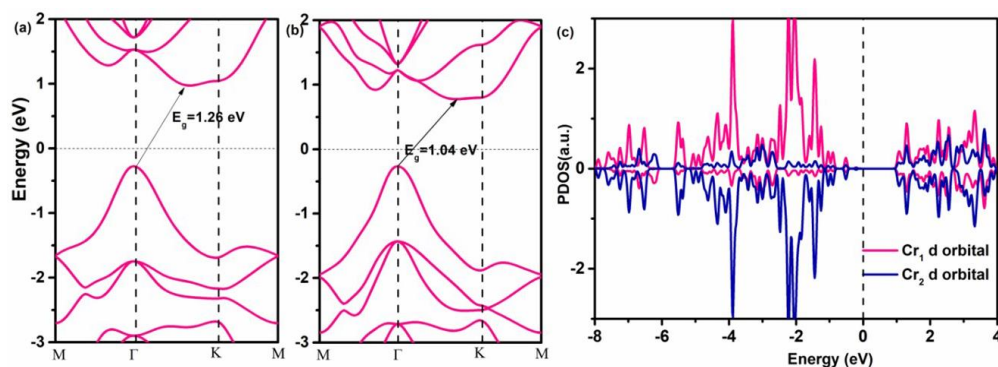 (a)
Energy (eV)
2
1
0
-1
-2
-3
E_g=1.26 eV
M Γ K M
(b)
2
1
0
-1
-2
-3
E_g=1.04 eV
M Γ K M
(c)
PDOS(a.u.)
2
0
-2
Cr₁ d orbital
Cr₂ d orbital
-8 -6 -4 -2 0 2 4
Energy (eV)